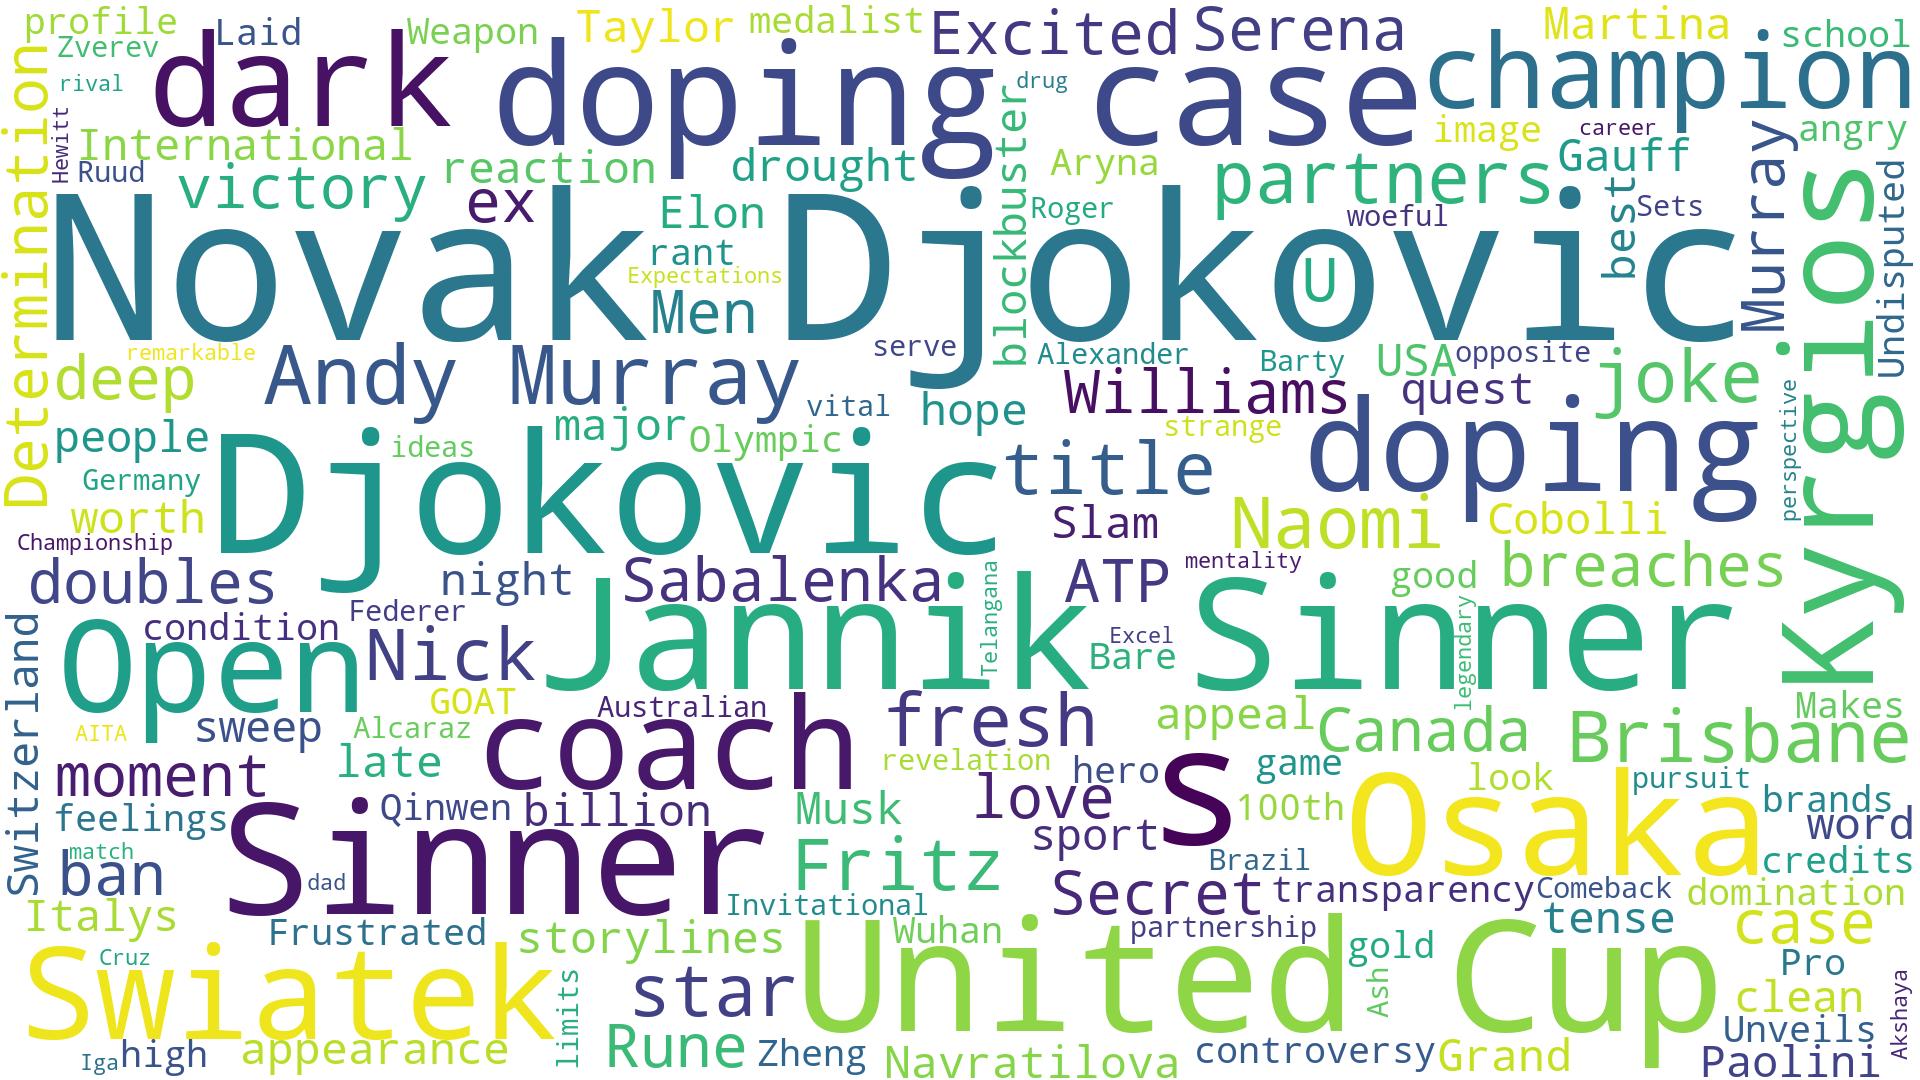 profile
Laid
Weapon
Taylor
medalist
Excited
Serena
Martina
school
Zverev
dark
doping
case
champion
rival
drug
Determination
Hewitt
International
reaction
drought
blockbuster
Aryna
image
career
angry
Ruud
victory
ex
Elon
Roger
partners
Gauff
Murray
Kyrgios
Undisputed
best
Sets
woeful
Novak Djokovic
rant
Expectations
Men
U
remarkable
deep
Andy Murray
serve
Alexander
Barty
USA
opposite
joke
Williams
quest
vital
hope
people
major
ideas
Olympic
strange
doping
perspective
Germany
Djokovic
title
worth
Slam
Naomi
Cobolli
Championship
doubles
night
Sabalenka
ATP
mentality
good
breaches
Telangana
Switzerland
Open
condition
Federer
Nick
Jannik Sinner
Excel
Bare
legendary
GOAT
Australian
coach
fresh
appeal
Canada
Brisbane
Makes
AITA
sweep
Alcaraz
late
revelation
hero
s
game
look
pursuit
moment
feelings
Qinwen
billion
Musk
love
100th
Osaka
brands
word
match
Sinner
sport
ban
dad
Fritz
Brazil
credits
Invitational
Secret
transparency
Comeback
domination
Italys
Frustrated
storylines
Wuhan
partnership
tense
case
Cruz
Swiatek
limits
star
United Cup
gold
Ash
Pro
clean
Akshaya
Iga
high
appearance
Rune
Zheng
Navratilova
controversy
Grand
Unveils
Paolini